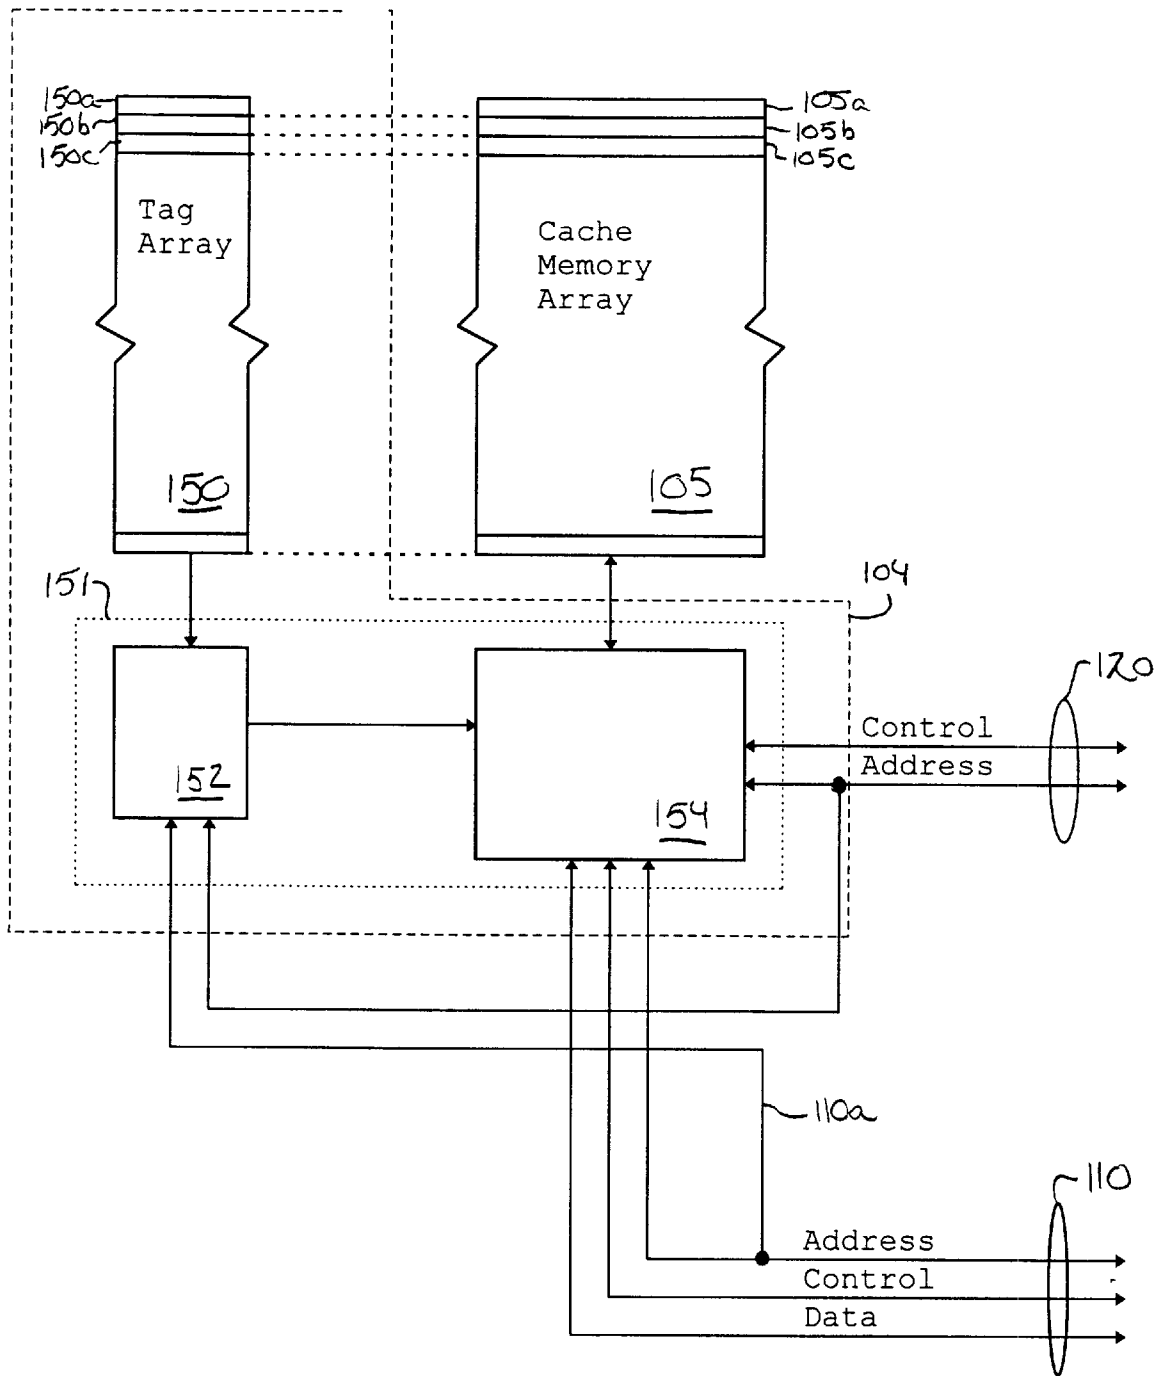 150a
105a
150b
105b
150c
105c
Tag
Array
Cache
Memory
Array
150
105
151
104
120
Control
Address
152
154
110a
110
Address
Control
Data